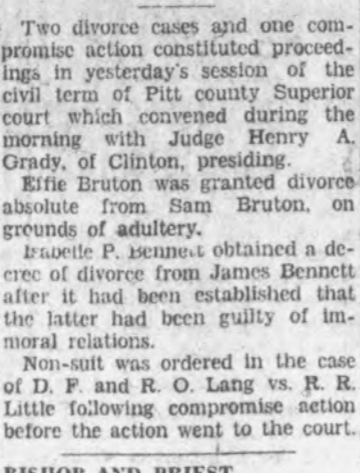 Two divorce cases and one com-
promise action constituted proceed-
ings in yesterday's session of the
civil term of Pitt county Superior
court which convened during the
morning with Judge Henry A.
Grady, of Clinton, presiding.
Effie Bruton was granted divorce
absolute from Sam Bruton, on
grounds of adultery.
Isabelle P. Bennett obtained a de-
cree of divorce from James Bennett
after it had been established that
the latter had been guilty of im-
moral relations.
Non-suit was ordered in the case
of D. F. and R. O. Lang vs. R. R.
Little following compromise action
before the action went to the court.
BISHOP AND PRIEST